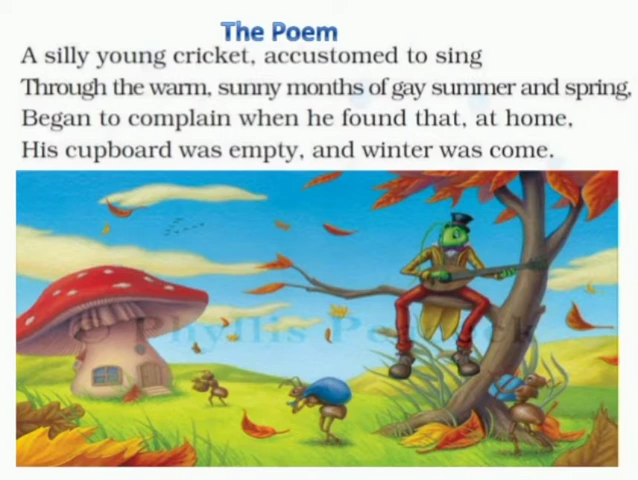 The Poem
A silly young cricket, accustomed to sing
Through the warm, sunny months of gay summer and spring,
Began to complain when he found that, at home,
His cupboard was empty, and winter was come.
© Phyllis